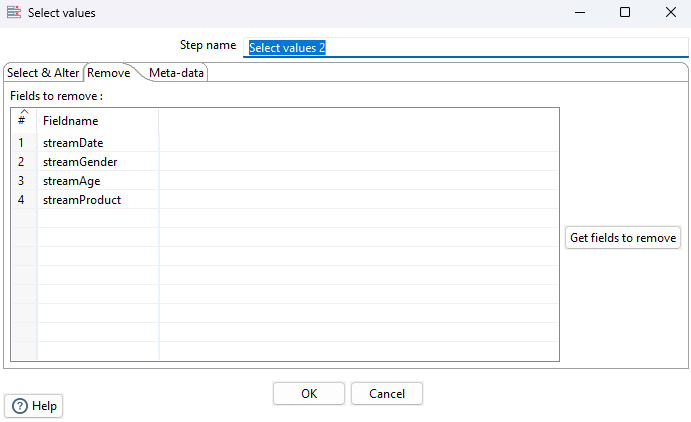 Select values
Step name Select values 2
Select & Alter Remove Meta-data
Fields to remove :
# Fieldname
1 streamDate
2 streamGender
3 streamAge
4 streamProduct
Get fields to remove
OK Cancel
Help